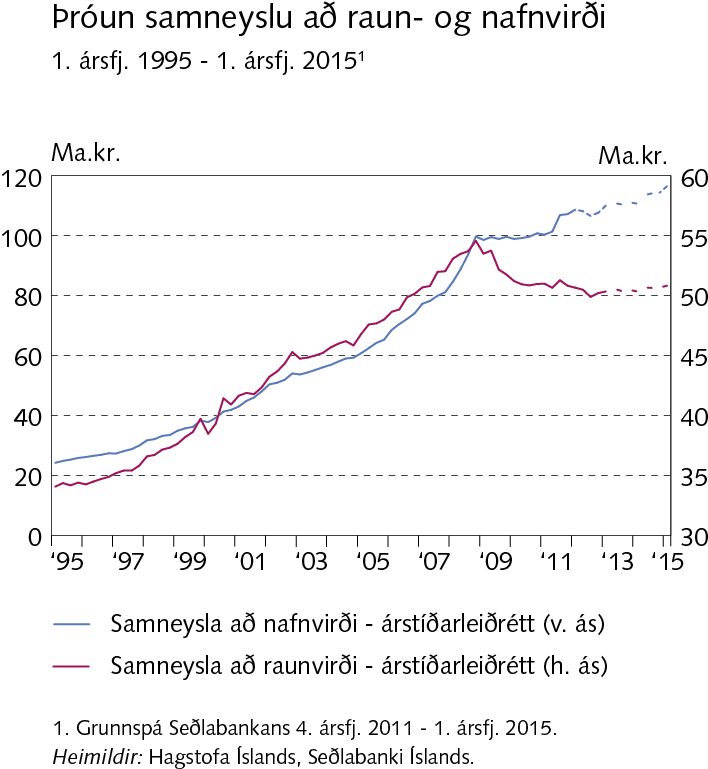 Þróun samneyslu að raun- og nafnvirði
1. ársfj. 1995 - 1. ársfj. 2015¹
Ma.kr. Ma.kr.
120 60
100 55
80 50
60 45
40 40
20 35
0 30
‘95 ‘97 ‘99 ‘01 ‘03 ‘05 ‘07 ‘09 ‘11 ‘13 ‘15
Samneysla að nafnvirði - árstíðarleiðrétt (v. ás)
Samneysla að raunvirði - árstíðarleiðrétt (h. ás)
1. Grunnspá Seðlabankans 4. ársfj. 2011 - 1. ársfj. 2015.
Heimildir: Hagstofa Íslands, Seðlabanki Íslands.